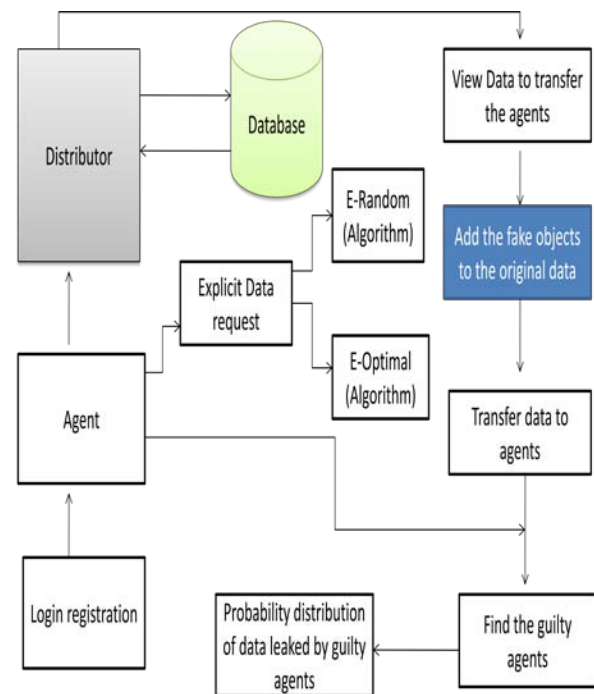 Distributor
Database
View Data to transfer
the agents
E-Random
(Algorithm)
Add the fake objects
to the original data
Explicit Data
request
E-Optimal
(Algorithm)
Agent
Transfer data to
agents
Login registration
Probability distribution
of data leaked by guilty
agents
Find the guilty
agents